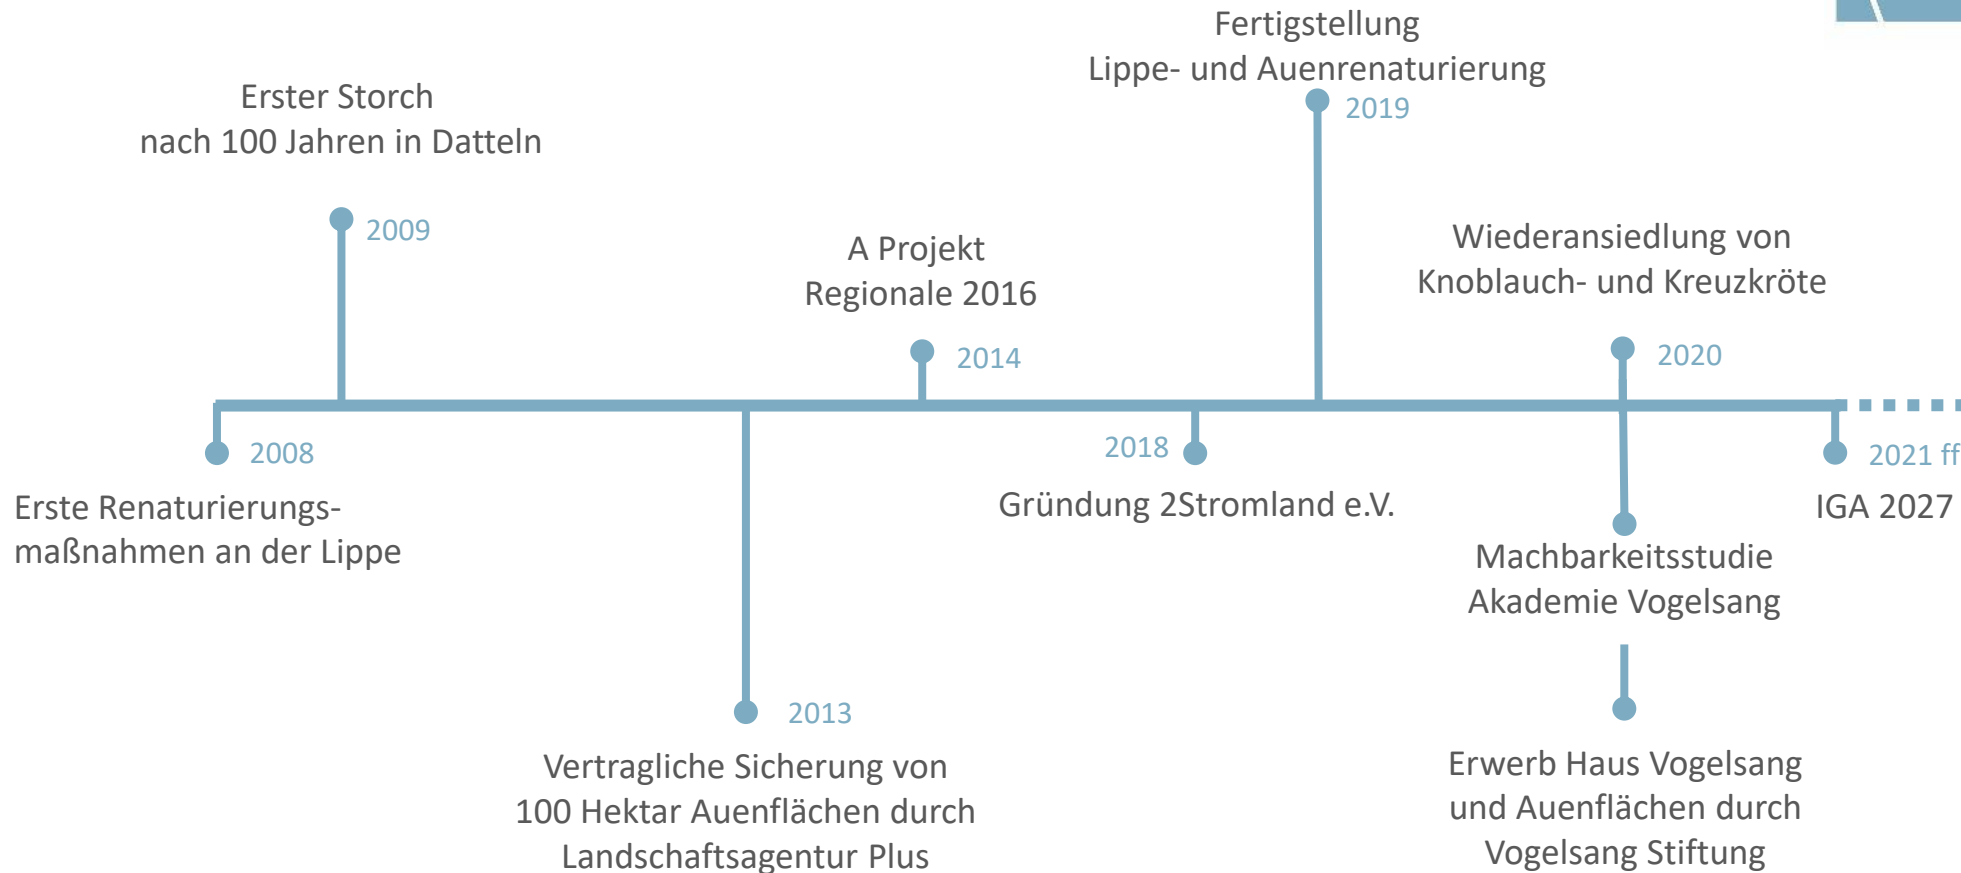 Fertigstellung
Lippe- und Auenrenaturierung
2019
Erster Storch
nach 100 Jahren in Datteln
2009
A Projekt
Regionale 2016
2014
Wiederansiedlung von
Knoblauch- und Kreuzkröte
2020
2008
Erste Renaturierungs-
maßnahmen an der Lippe
2018
Gründung 2Stromland e.V.
2021 ff
IGA 2027
Machbarkeitsstudie
Akademie Vogelsang
2013
Vertragliche Sicherung von
100 Hektar Auenflächen durch
Landschaftsagentur Plus
Erwerb Haus Vogelsang
und Auenflächen durch
Vogelsang Stiftung